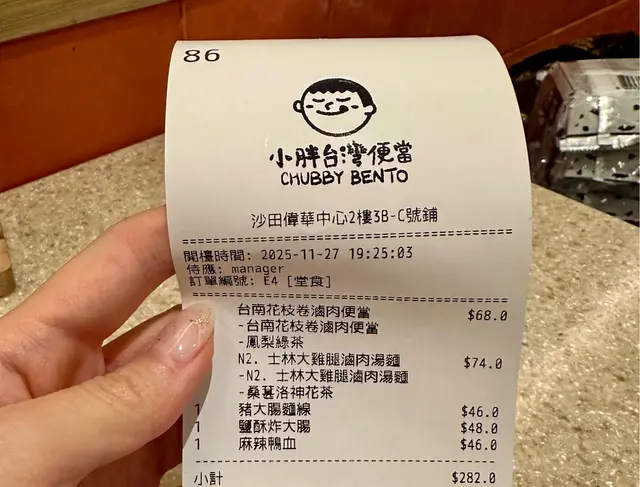 86
小胖台灣便當
CHUBBY BENTO
沙田偉華中心2樓3B-C號鋪
開檯時間: 2025-11-27 19:25:03
侍應: manager
訂單編號: E4 [堂食]
台南花枝卷滷肉便當 $68.0
-台南花枝卷滷肉便當
-鳳梨綠茶
N2. 士林大雞腿滷肉湯麵 $74.0
-N2. 士林大雞腿滷肉湯麵
-桑葚洛神花茶
1 豬大腸麵線 $46.0
1 鹽酥炸大腸 $48.0
1 麻辣鴨血 $46.0
小計 $282.0